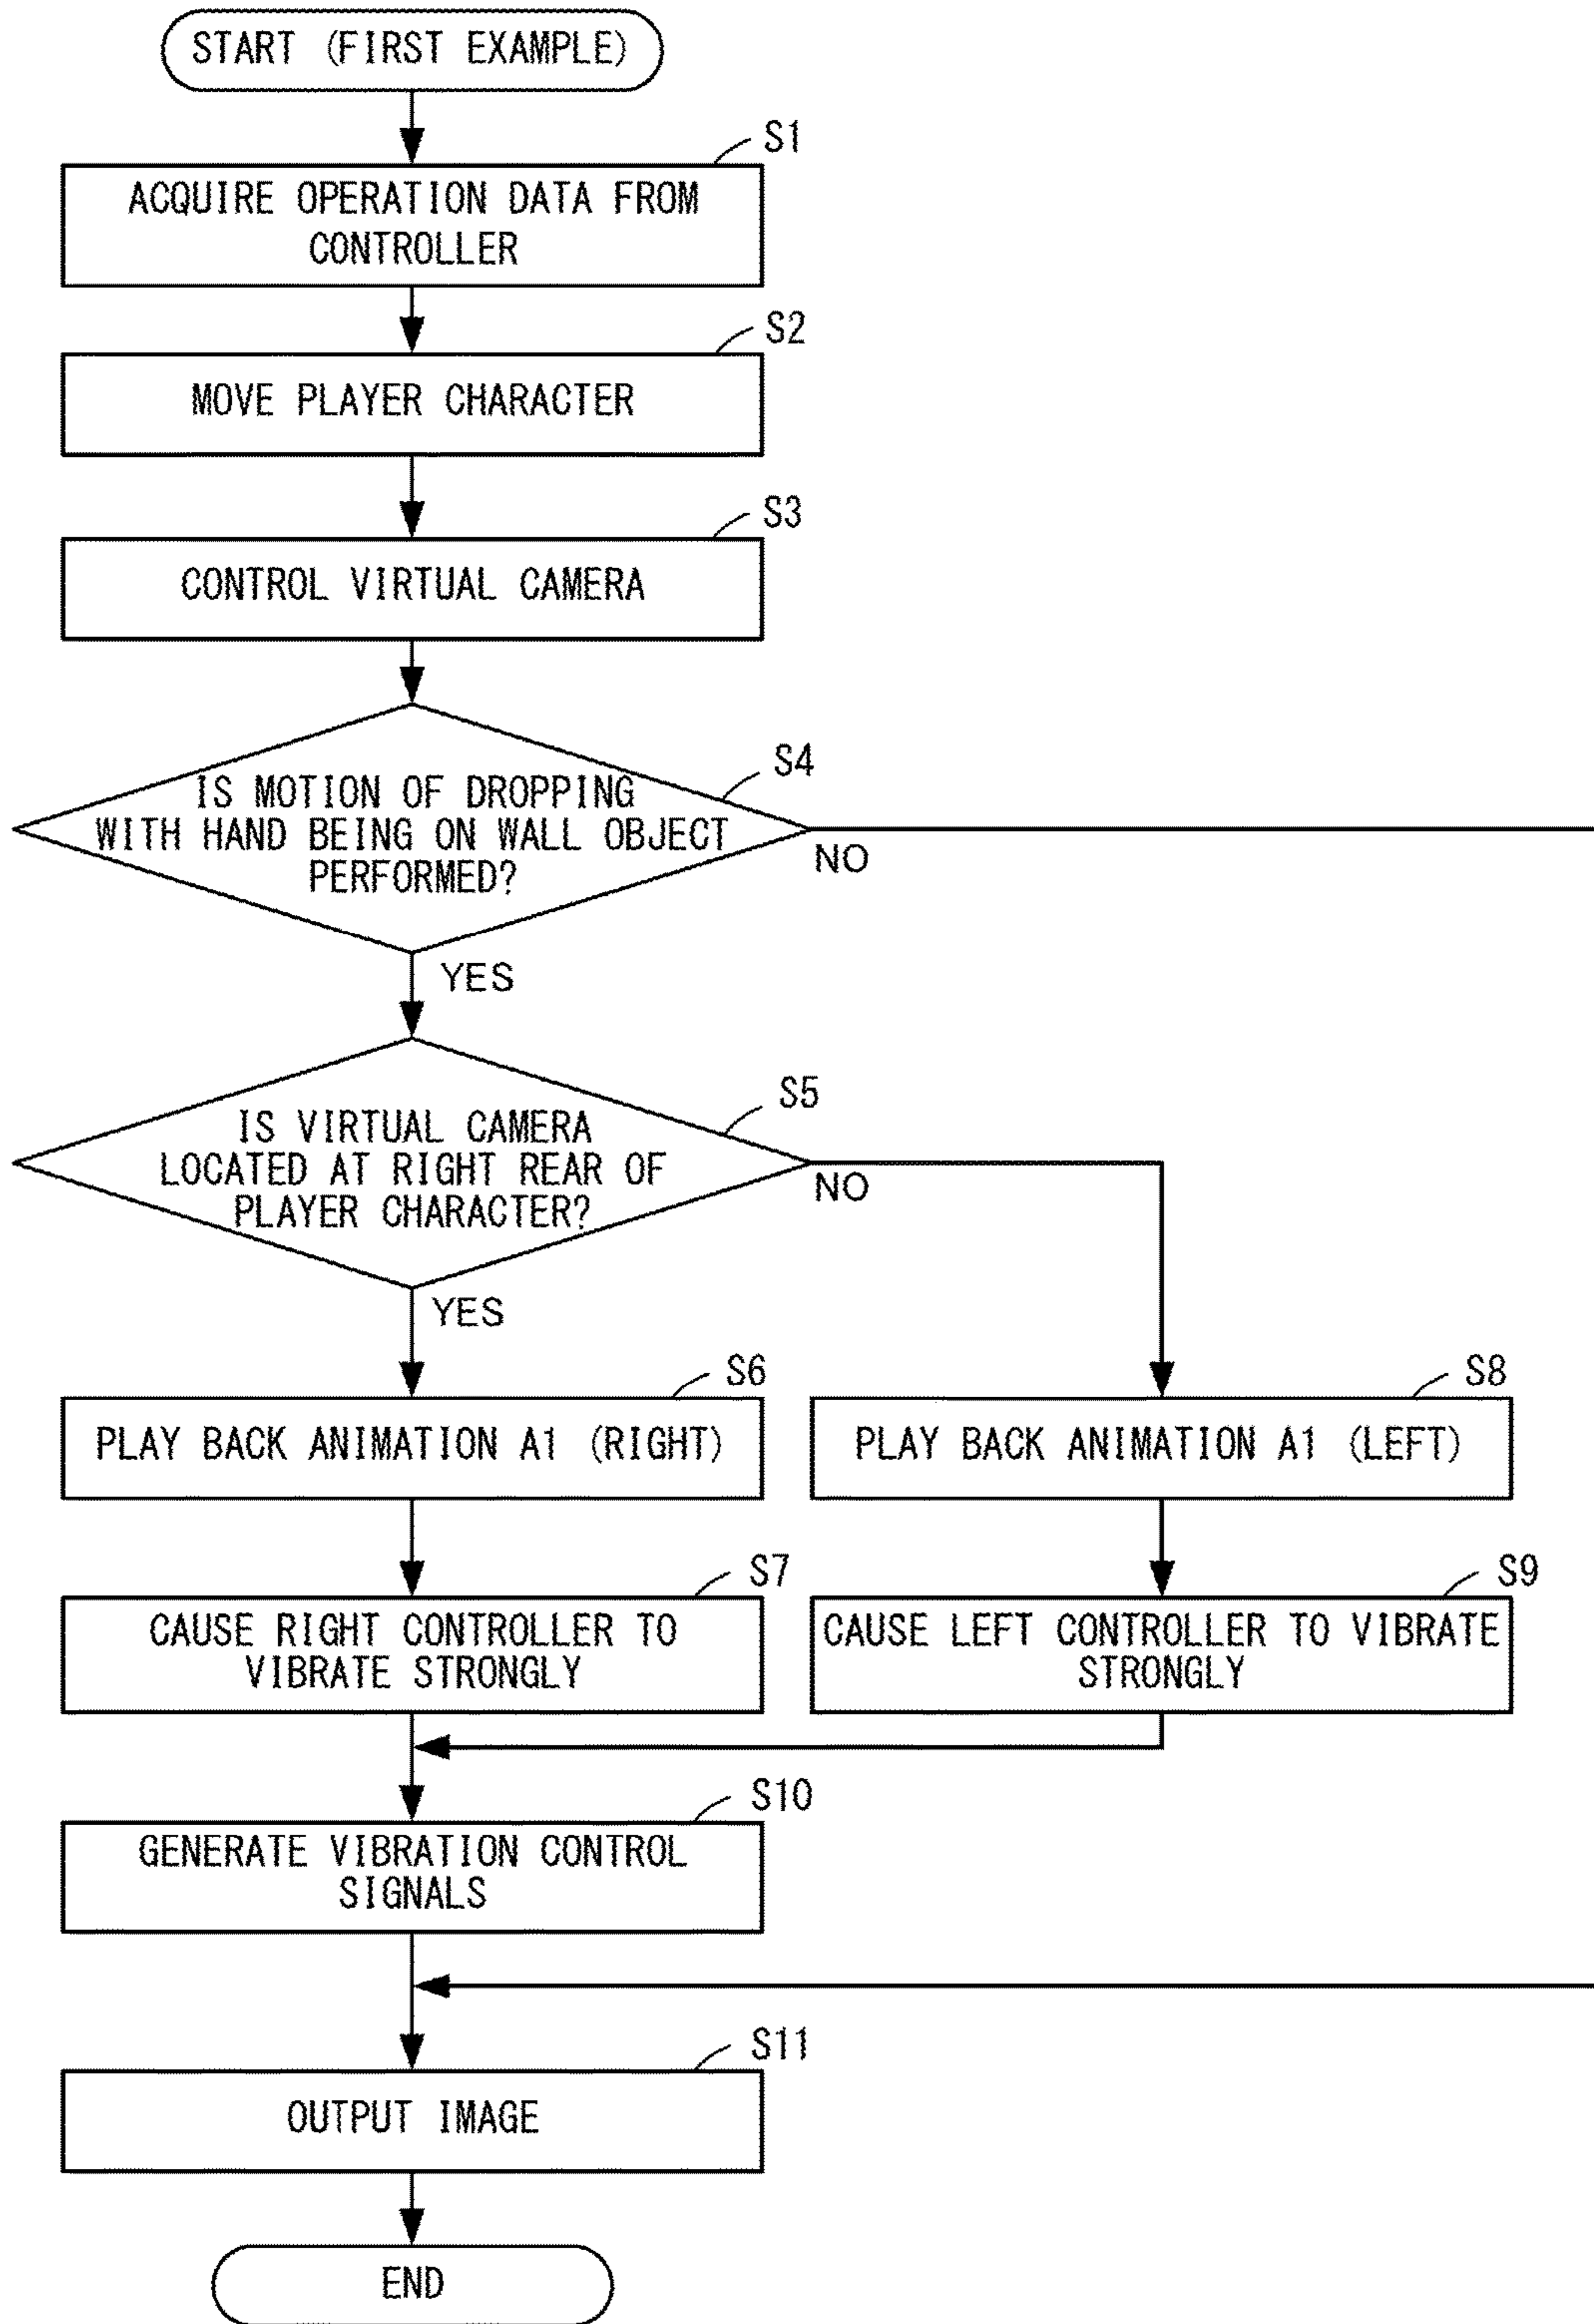 START (FIRST EXAMPLE)
S1
ACQUIRE OPERATION DATA FROM
CONTROLLER
S2
MOVE PLAYER CHARACTER
S3
CONTROL VIRTUAL CAMERA
S4
IS MOTION OF DROPPING
WITH HAND BEING ON WALL OBJECT
PERFORMED?
NO
YES
S5
IS VIRTUAL CAMERA
LOCATED AT RIGHT REAR OF
PLAYER CHARACTER?
NO
YES
S6
PLAY BACK ANIMATION A1 (RIGHT)
S8
PLAY BACK ANIMATION A1 (LEFT)
S7
CAUSE RIGHT CONTROLLER TO
VIBRATE STRONGLY
S9
CAUSE LEFT CONTROLLER TO VIBRATE
STRONGLY
S10
GENERATE VIBRATION CONTROL
SIGNALS
S11
OUTPUT IMAGE
END